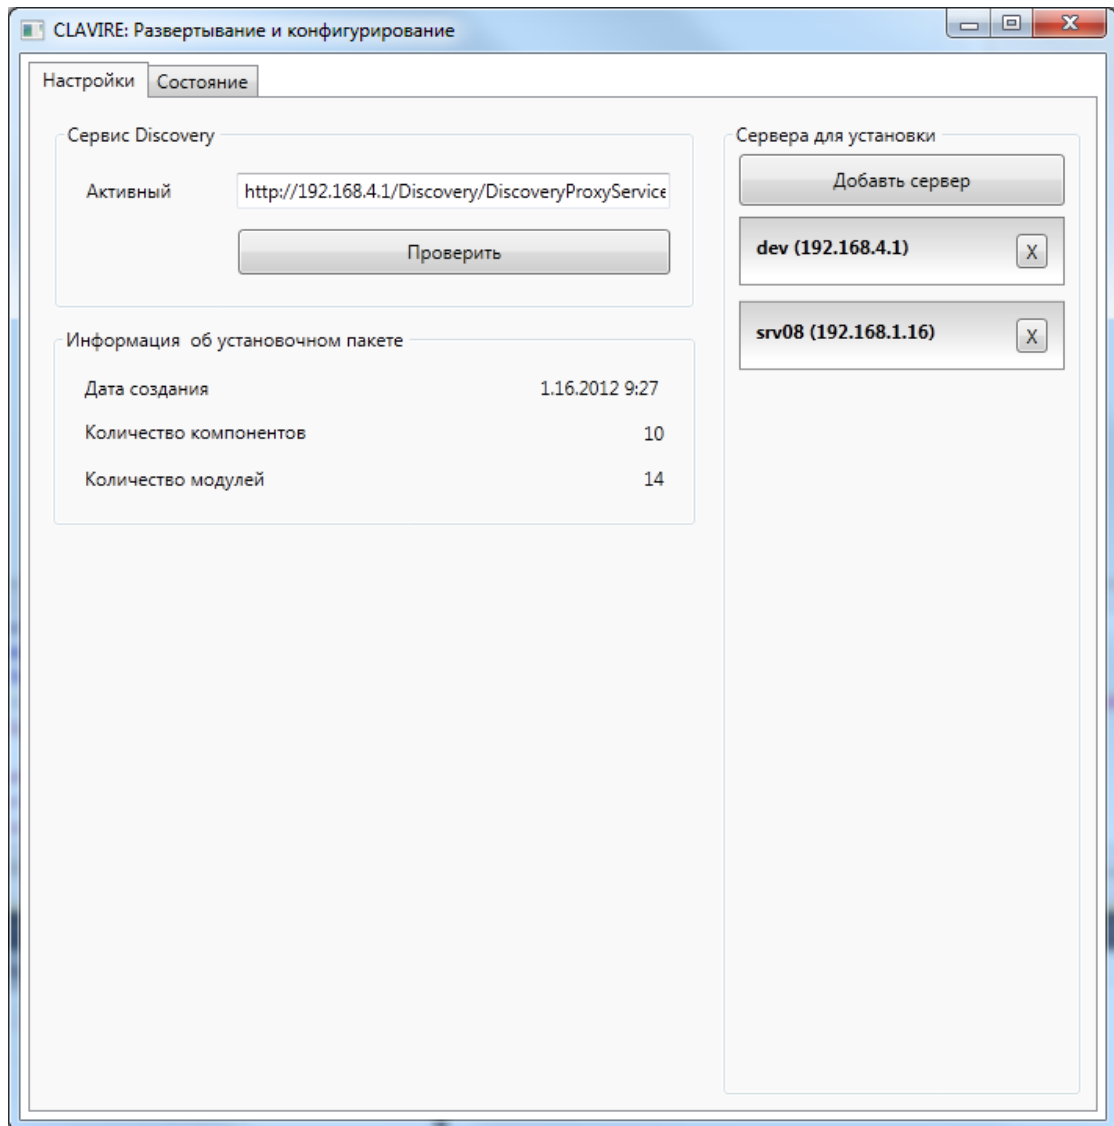 CLAVIRE: Развертывание и конфигурирование
Настройки
Состояние
Сервис Discovery
Активный
http://192.168.4.1/Discovery/DiscoveryProxyService
Проверить
Информация об установочном пакете
Дата создания 1.16.2012 9:27
Количество компонентов 10
Количество модулей 14
Сервера для установки
Добавть сервер
dev (192.168.4.1) X
srv08 (192.168.1.16) X